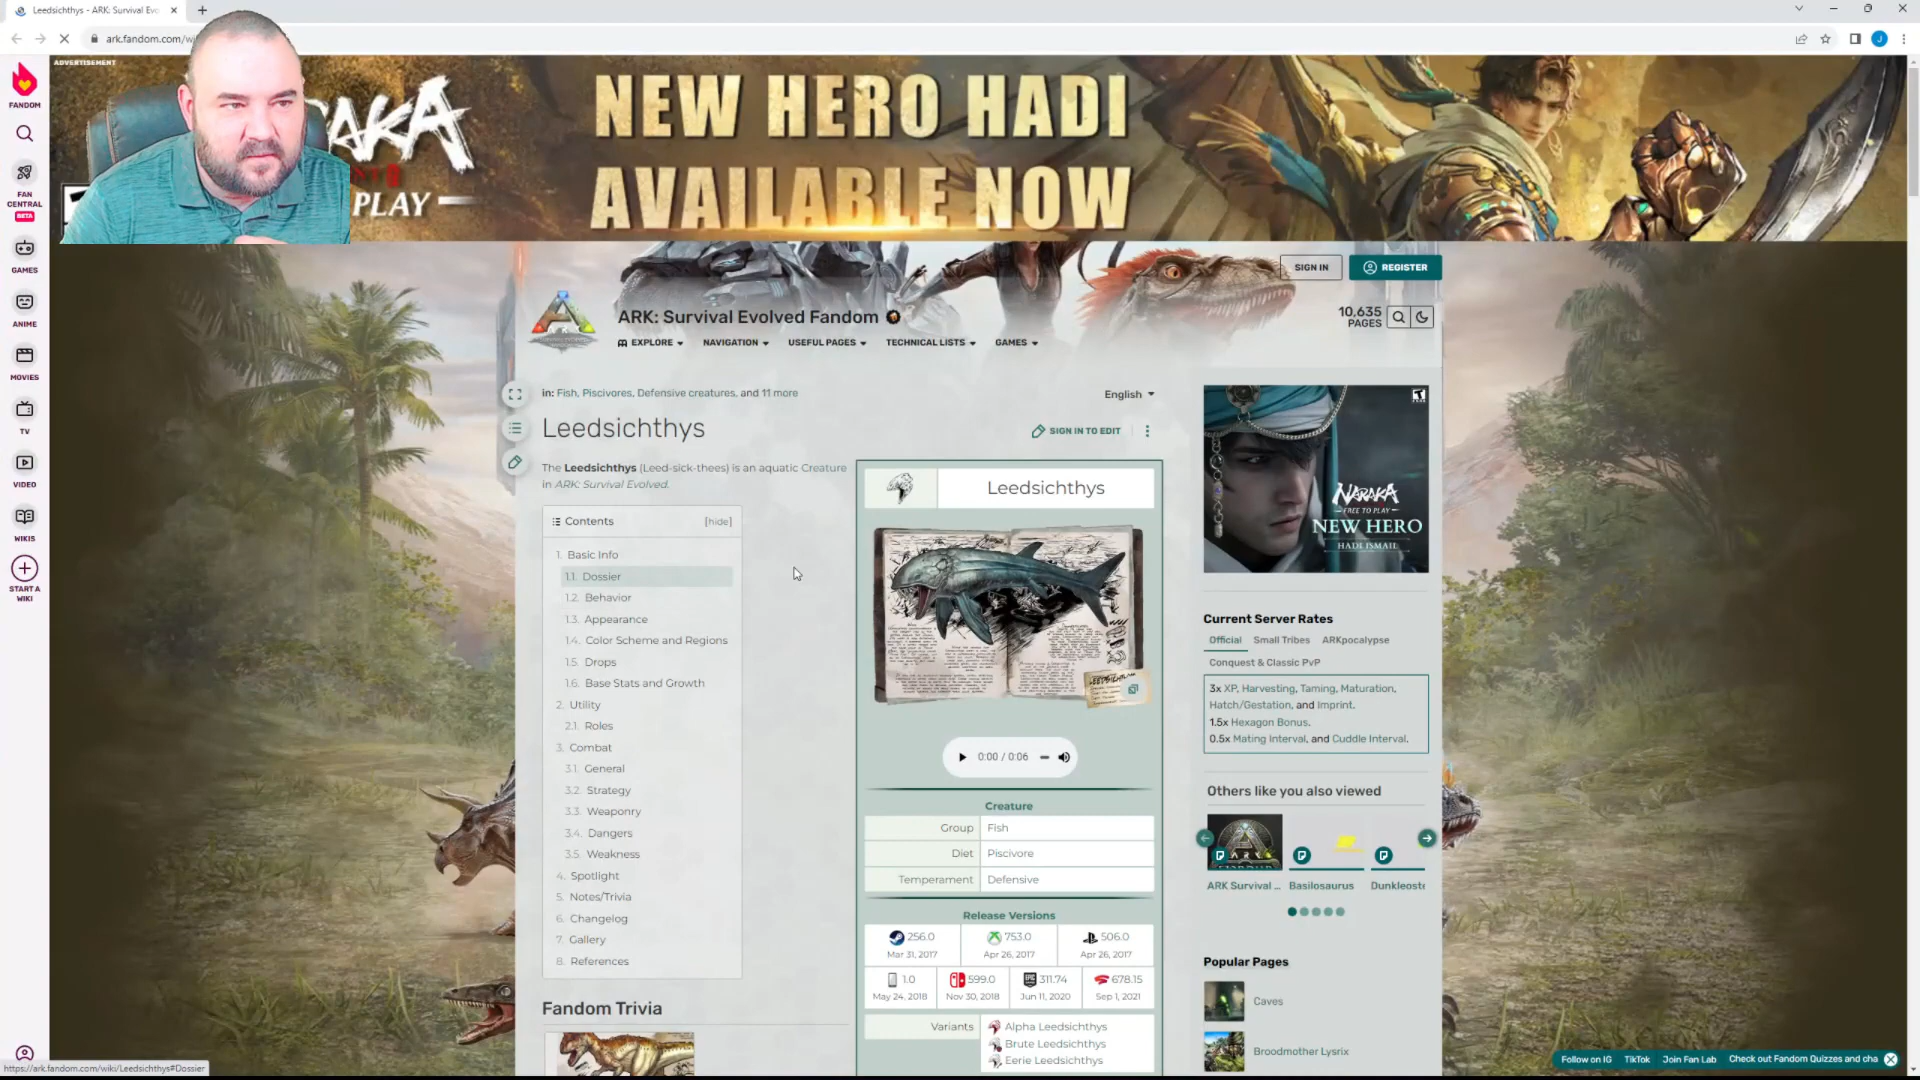 Leedsichthys - ARK: Survival Evo
ark.fandom.com/wi
ADVERTISEMENT
AKA
PLAY
NEW HERO HADI
AVAILABLE NOW
FANDOM
FAN
CENTRAL
BETA
GAMES
ANIME
MOVIES
TV
VIDEO
WIKIS
START A
WIKI
SIGN IN
REGISTER
ARK: Survival Evolved Fandom
10,635
PAGES
EXPLORE
NAVIGATION
USEFUL PAGES
TECHNICAL LISTS
GAMES
in: Fish, Piscivores, Defensive creatures, and 11 more
English
Leedsichthys
SIGN IN TO EDIT
The Leedsichthys (Leed-sick-thees) is an aquatic Creature
in ARK: Survival Evolved.
Contents [hide]
1. Basic Info
1.1. Dossier
1.2. Behavior
1.3. Appearance
1.4. Color Scheme and Regions
1.5. Drops
1.6. Base Stats and Growth
2. Utility
2.1. Roles
3. Combat
3.1. General
3.2. Strategy
3.3. Weaponry
3.4. Dangers
3.5. Weakness
4. Spotlight
5. Notes/Trivia
6. Changelog
7. Gallery
8. References
Fandom Trivia
Leedsichthys
0:00 / 0:06
Creature
Group Fish
Diet Piscivore
Temperament Defensive
Release Versions
256.0
Mar 31, 2017
753.0
Apr 26, 2017
506.0
Apr 26, 2017
1.0
May 24, 2018
599.0
Nov 30, 2018
311.74
Jun 11, 2020
678.15
Sep 1, 2021
Variants
Alpha Leedsichthys
Brute Leedsichthys
Eerie Leedsichthys
NARAKA
FREE TO PLAY
NEW HERO
HADI ISMAIL
Current Server Rates
Official Small Tribes ARKpocalypse
Conquest & Classic PvP
3x XP, Harvesting, Taming, Maturation,
Hatch/Gestation, and Imprint.
1.5x Hexagon Bonus.
0.5x Mating Interval, and Cuddle Interval.
Others like you also viewed
ARK Survival ...
Basilosaurus
Dunkleoste
Popular Pages
Caves
Broodmother Lysrix
Follow on IG TikTok Join Fan Lab Check out Fandom Quizzes and cha
https://ark.fandom.com/wiki/Leedsichthys#Dossier